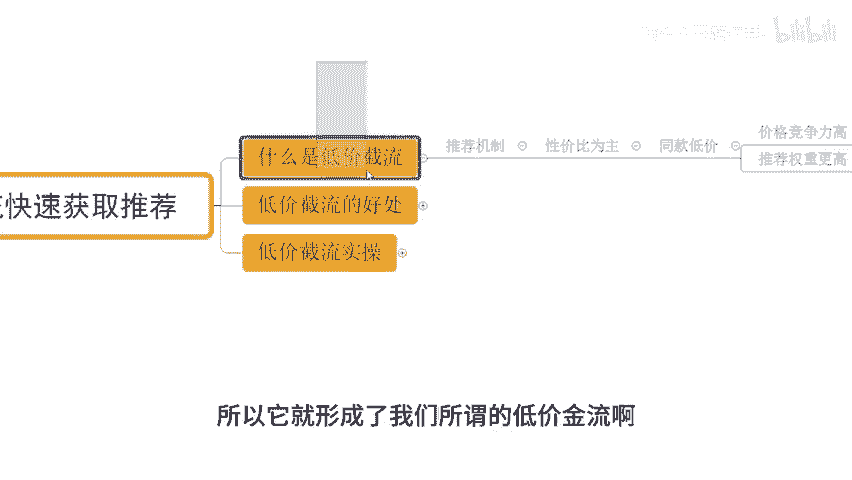 bilibili
价格竞争力高
什么是低价截流
推荐机制
性价比为主
同款低价
推荐权重更高
快速获取推荐
低价截流的好处
低价截流实操
所以它就形成了我们所谓的低价金流啊